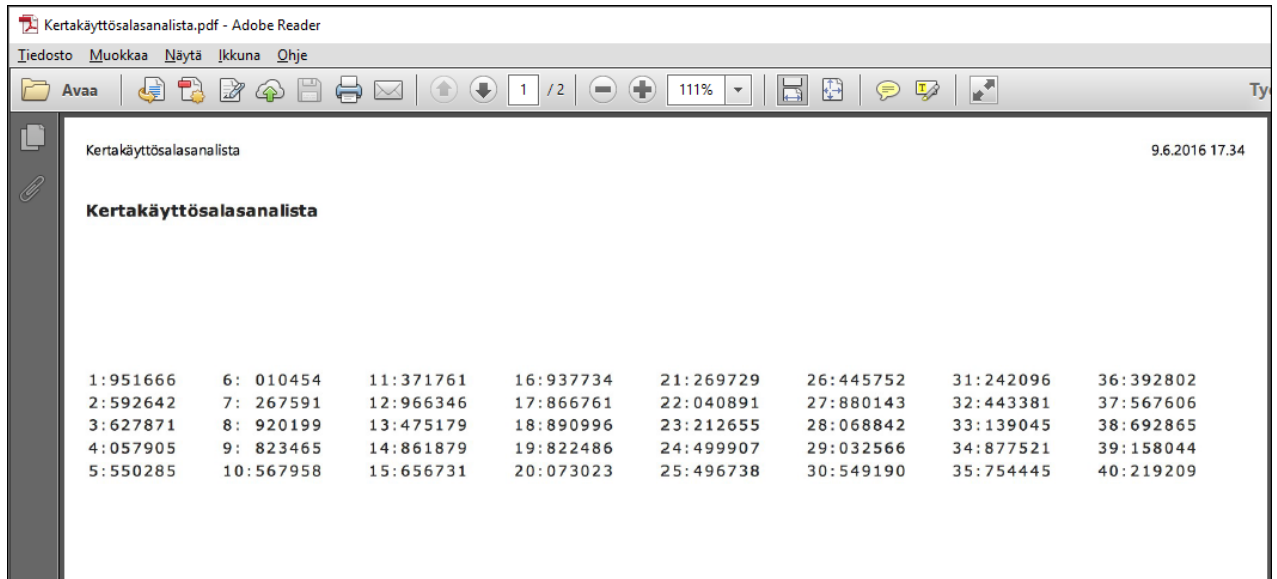 Kertakäyttösalasanalista.pdf - Adobe Reader
Tiedosto Muokkaa Näytä Ikkuna Ohje
Avaa 1 / 2 111% Ty
Kertakäyttösalasanalista 9.6.2016 17.34
Kertakäyttösalasanalista
1:951666 6: 010454 11:371761 16:937734 21:269729 26:445752 31:242096 36:392802
2:592642 7: 267591 12:966346 17:866761 22:040891 27:880143 32:443381 37:567606
3:627871 8: 920199 13:475179 18:890996 23:212655 28:068842 33:139045 38:692865
4:057905 9: 823465 14:861879 19:822486 24:499907 29:032566 34:877521 39:158044
5:550285 10:567958 15:656731 20:073023 25:496738 30:549190 35:754445 40:219209